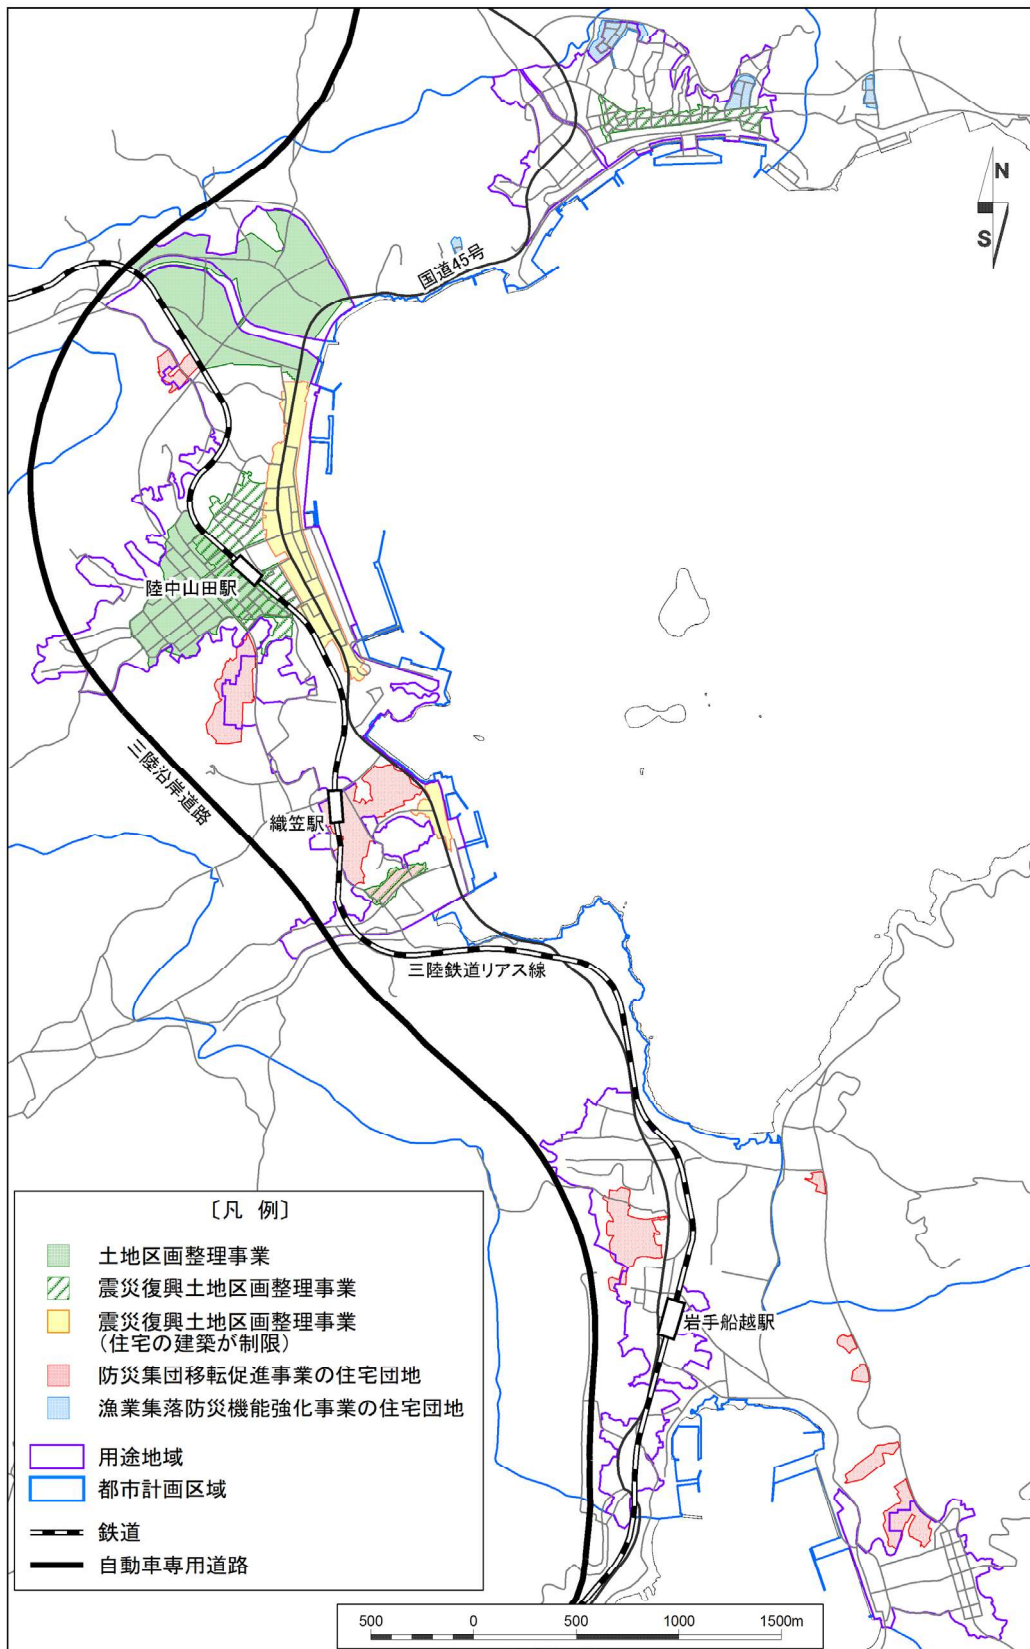 N
S
国道45号
陸中山田駅
三陸沿岸道路
織笠駅
三陸鉄道リアス線
岩手船越駅
〔凡 例〕
土地区画整理事業
震災復興土地区画整理事業
震災復興土地区画整理事業
(住宅の建築が制限)
防災集団移転促進事業の住宅団地
漁業集落防災機能強化事業の住宅団地
用途地域
都市計画区域
鉄道
自動車専用道路
500 0 500 1000 1500m